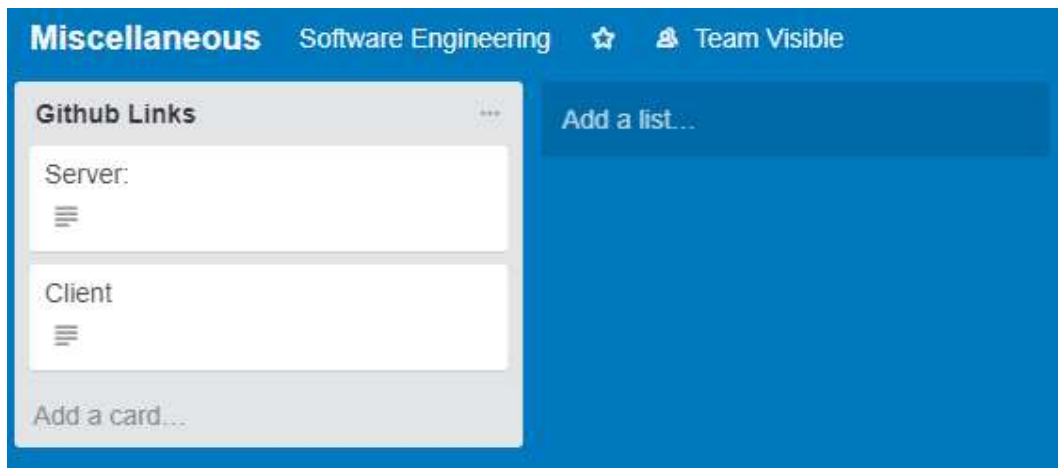 Miscellaneous Software Engineering Team Visible
Github Links
Add a list...
Server:
Client
Add a card...